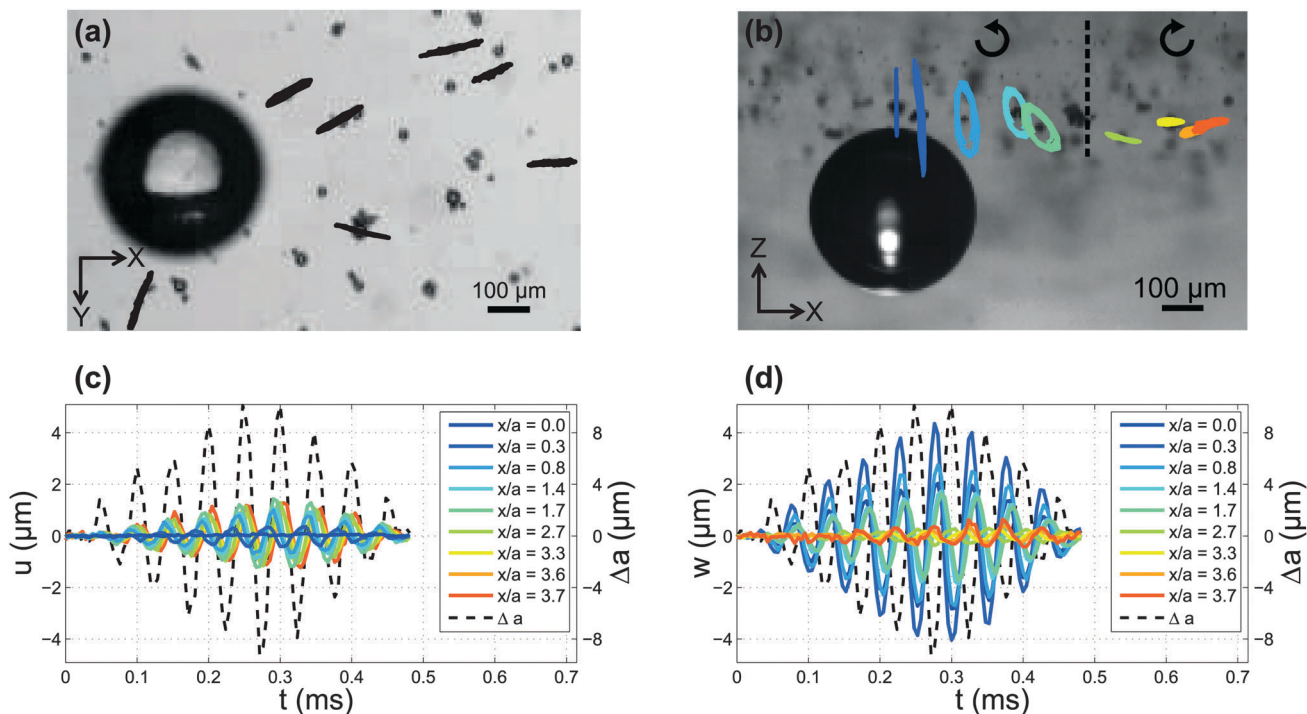 (a)
X
Y
100 µm
(b)
Z
X
100 µm
(c)
4
2
0
−2
−4
u (µm)
0
0.1
0.2
0.3
0.4
0.5
0.6
0.7
t (ms)
x/a = 0.0
x/a = 0.3
x/a = 0.8
x/a = 1.4
x/a = 1.7
x/a = 2.7
x/a = 3.3
x/a = 3.6
x/a = 3.7
Δ a
8
4
0
−4
−8
Δa (µm)
(d)
4
2
0
−2
−4
w (µm)
0
0.1
0.2
0.3
0.4
0.5
0.6
0.7
t (ms)
x/a = 0.0
x/a = 0.3
x/a = 0.8
x/a = 1.4
x/a = 1.7
x/a = 2.7
x/a = 3.3
x/a = 3.6
x/a = 3.7
Δ a
8
4
0
−4
−8
Δa (µm)